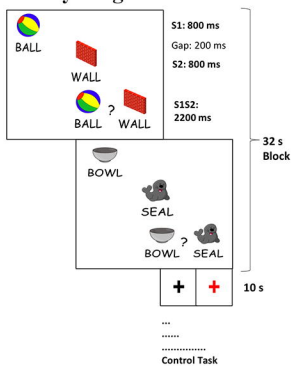 BALL
S1: 800 ms
Gap: 200 ms
S2: 800 ms
WALL
?
BALL WALL
S1S2:
2200 ms
32 s
Block
BOWL
SEAL
?
BOWL SEAL
+ +
10 s
...
......
...............
Control Task